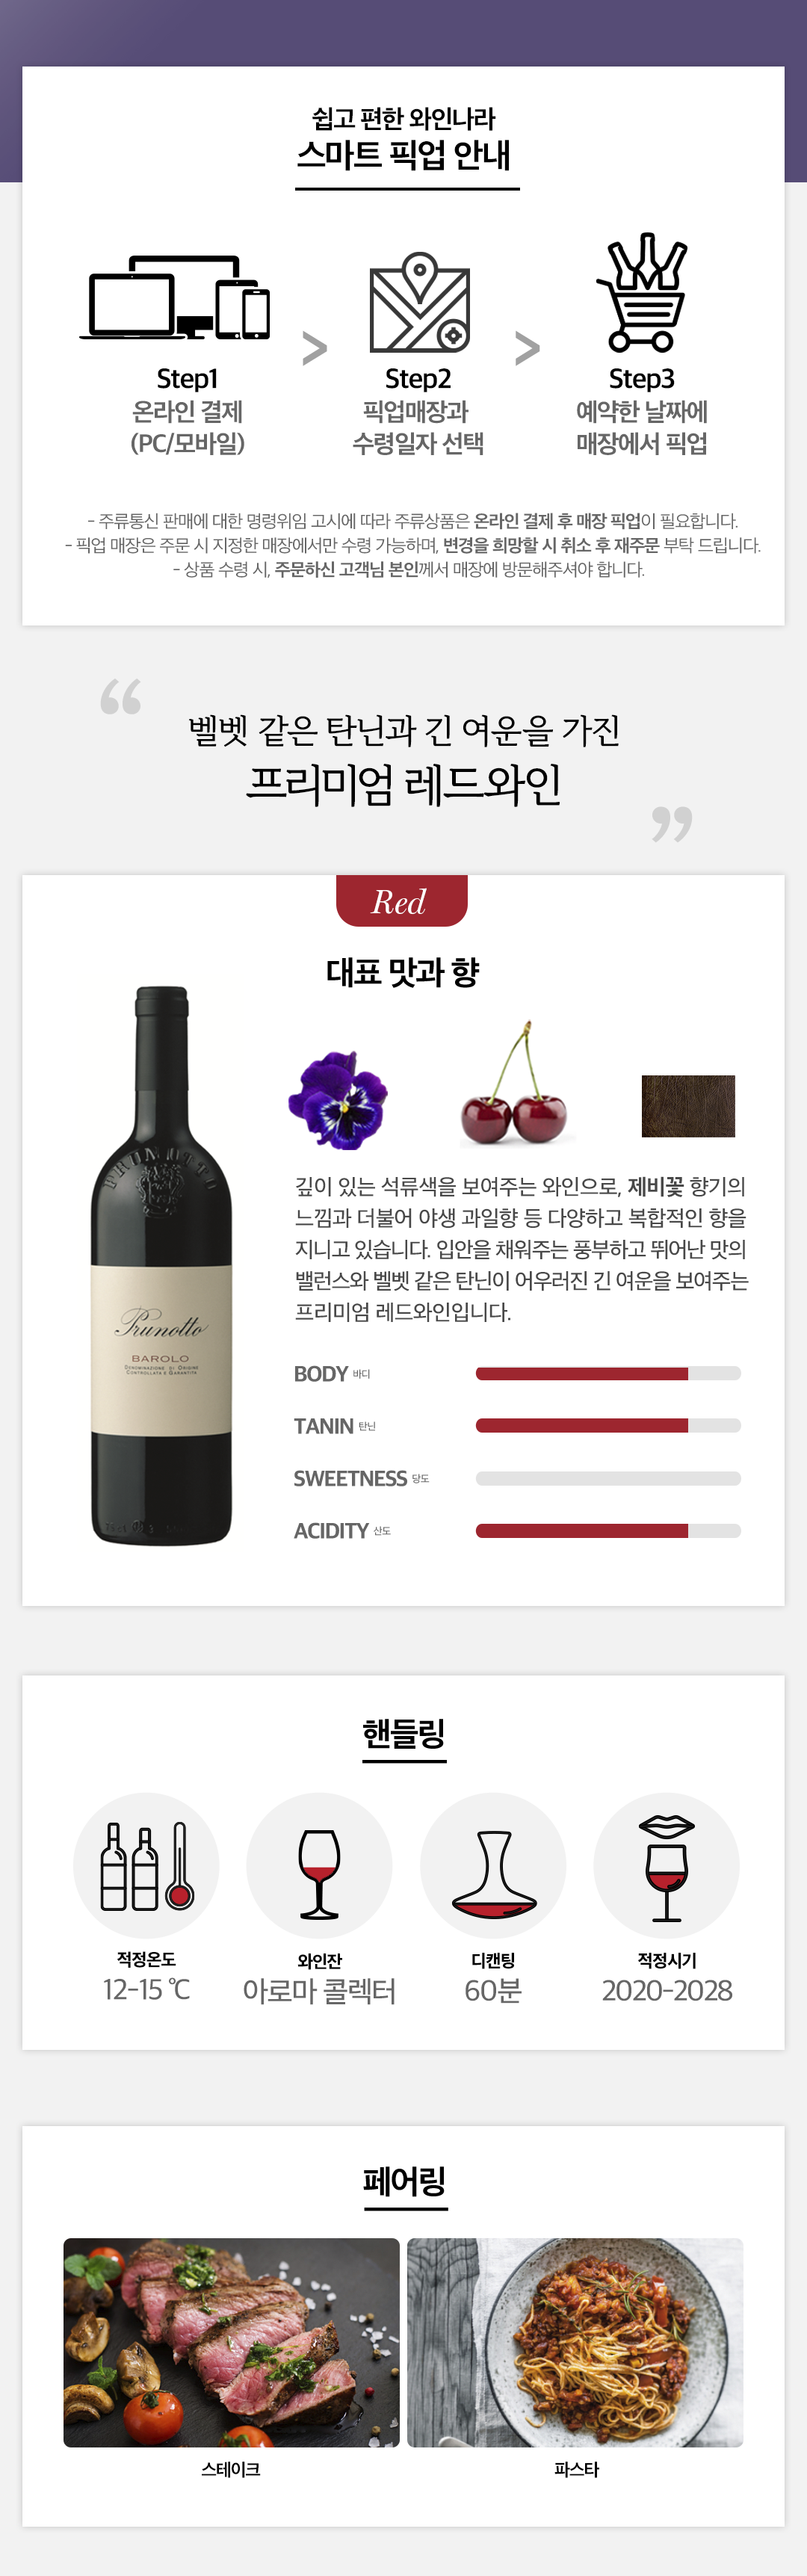 쉽고 편한 와인나라
스마트 픽업 안내
Step1
온라인 결제
(PC/모바일)
>
Step2
픽업매장과
수령일자 선택
>
Step3
예약한 날짜에
매장에서 픽업
- 주류통신 판매에 대한 명령위임 고시에 따라 주류상품은 온라인 결제 후 매장 픽업이 필요합니다.
- 픽업 매장은 주문 시 지정한 매장에서만 수령 가능하며, 변경을 희망할 시 취소 후 재주문 부탁 드립니다.
- 상품 수령 시, 주문하신 고객님 본인께서 매장에 방문해주셔야 합니다.
“
벨벳 같은 탄닌과 긴 여운을 가진
프리미엄 레드와인
”
Red
대표 맛과 향
PRUNOTTO
Prunotto
BAROLO
DENOMINAZIONE DI ORIGINE
CONTROLLATA E GARANTITA
깊이 있는 석류색을 보여주는 와인으로, 제비꽃 향기의
느낌과 더불어 야생 과일향 등 다양하고 복합적인 향을
지니고 있습니다. 입안을 채워주는 풍부하고 뛰어난 맛의
밸런스와 벨벳 같은 탄닌이 어우러진 긴 여운을 보여주는
프리미엄 레드와인입니다.
BODY 바디
TANIN 탄닌
SWEETNESS 당도
ACIDITY 산도
핸들링
적정온도
12-15 ℃
와인잔
아로마 콜렉터
디캔팅
60분
적정시기
2020-2028
페어링
스테이크
파스타